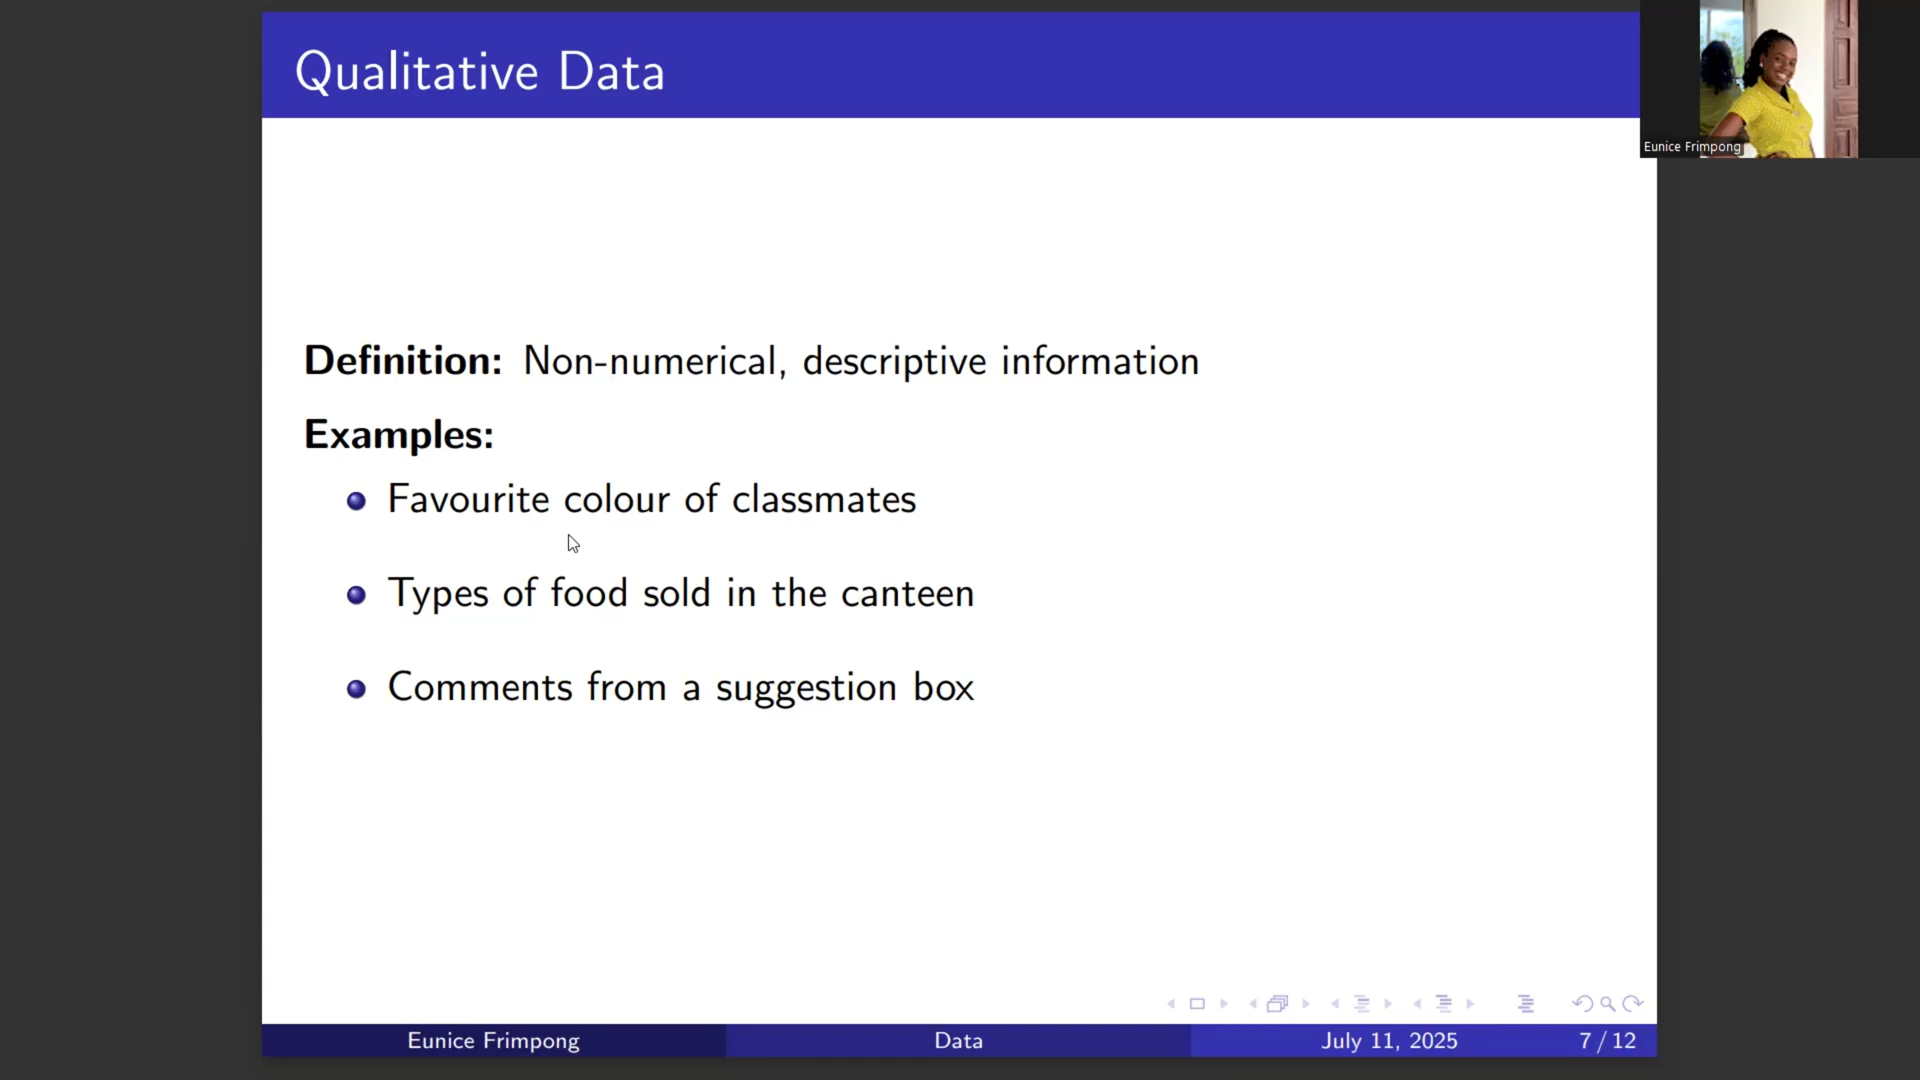 Qualitative Data
Eunice Frimpong
Definition: Non-numerical, descriptive information
Examples:
Favourite colour of classmates
Types of food sold in the canteen
Comments from a suggestion box
Eunice Frimpong
Data
July 11, 2025
7 / 12